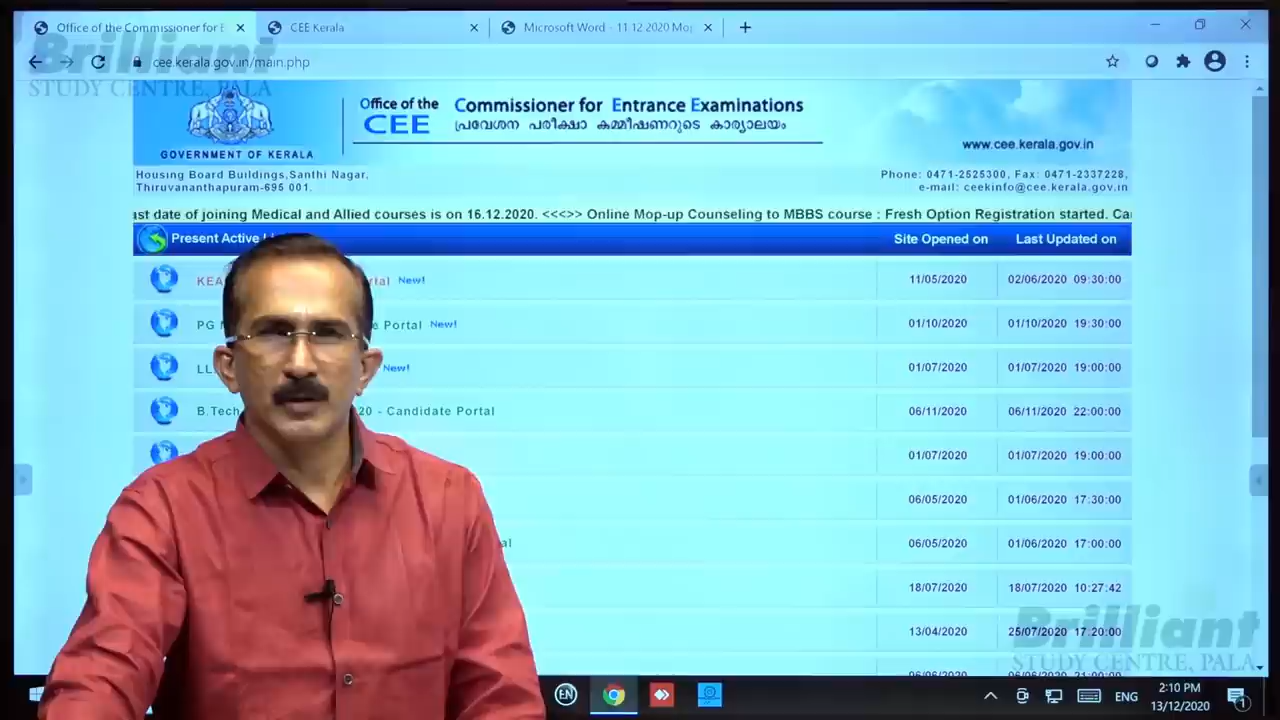 Office of the Commissioner for E
CEE Kerala
Microsoft Word - 11 12 2020 Mop
Brilliant
STUDY CENTRE, PALA
cee.kerala.gov.in/main.php
GOVERNMENT OF KERALA
Office of the
CEE
Commissioner for Entrance Examinations
പ്രവേശന പരീക്ഷാ കമ്മീഷണറുടെ കാര്യാലയം
www.cee.kerala.gov.in
Housing Board Buildings,Santhi Nagar,
Thiruvananthapuram-695 001.
Phone: 0471-2525300, Fax: 0471-2337228,
e-mail: ceekinfo@cee.kerala.gov.in
date of joining Medical and Allied courses is on 16.12.2020. <<<>> Online Mop-up Counseling to MBBS course : Fresh Option Registration started.
Present Active Site Opened on Last Updated on
New! 11/05/2020 02/06/2020 09:30:00
PG Portal New! 01/10/2020 01/10/2020 19:30:00
New! 01/07/2020 01/07/2020 19:00:00
B.Tech - Candidate Portal 06/11/2020 06/11/2020 22:00:00
01/07/2020 01/07/2020 19:00:00
06/05/2020 01/06/2020 17:30:00
06/05/2020 01/06/2020 17:00:00
18/07/2020 18/07/2020 10:27:42
13/04/2020 25/07/2020 17:20:00
Brilliant
STUDY CENTRE, PALA
EN
ENG
2:10 PM
13/12/2020
1